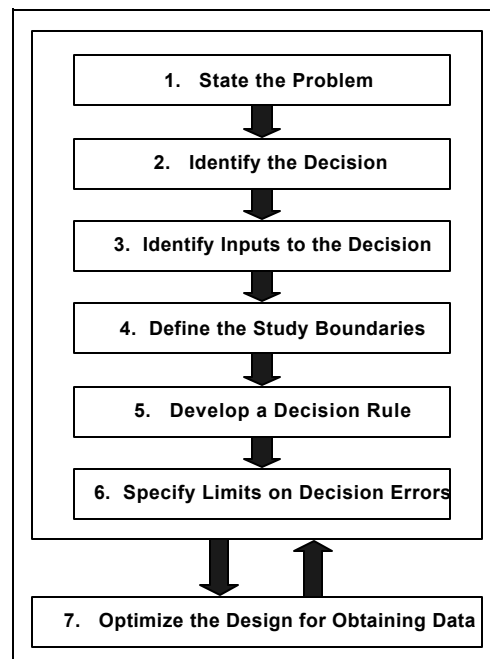 1. State the Problem
2. Identify the Decision
3. Identify Inputs to the Decision
4. Define the Study Boundaries
5. Develop a Decision Rule
6. Specify Limits on Decision Errors
7. Optimize the Design for Obtaining Data